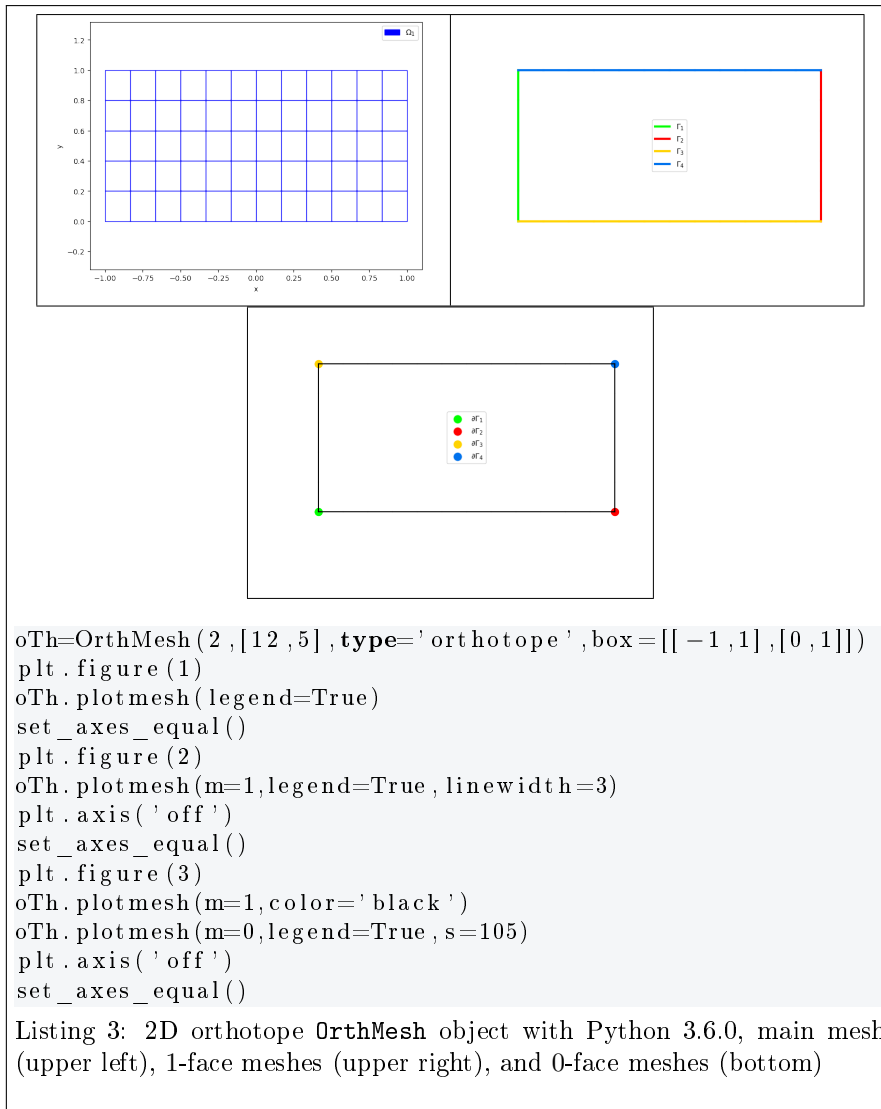 Ω₁
1.2
1.0
0.8
0.6
y
0.4
0.2
0.0
−0.2
−1.00 −0.75 −0.50 −0.25 0.00 0.25 0.50 0.75 1.00
x
Γ₁
Γ₂
Γ₃
Γ₄
∂Γ₁
∂Γ₂
∂Γ₃
∂Γ₄
oTh=OrthMesh(2,[12,5],type='orthotope',box=[[-1,1],[0,1]])
plt.figure(1)
oTh.plotmesh(legend=True)
set_axes_equal()
plt.figure(2)
oTh.plotmesh(m=1,legend=True,linewidth=3)
plt.axis('off')
set_axes_equal()
plt.figure(3)
oTh.plotmesh(m=1,color='black')
oTh.plotmesh(m=0,legend=True,s=105)
plt.axis('off')
set_axes_equal()
Listing 3: 2D orthotope OrthMesh object with Python 3.6.0, main mesh
(upper left), 1-face meshes (upper right), and 0-face meshes (bottom)